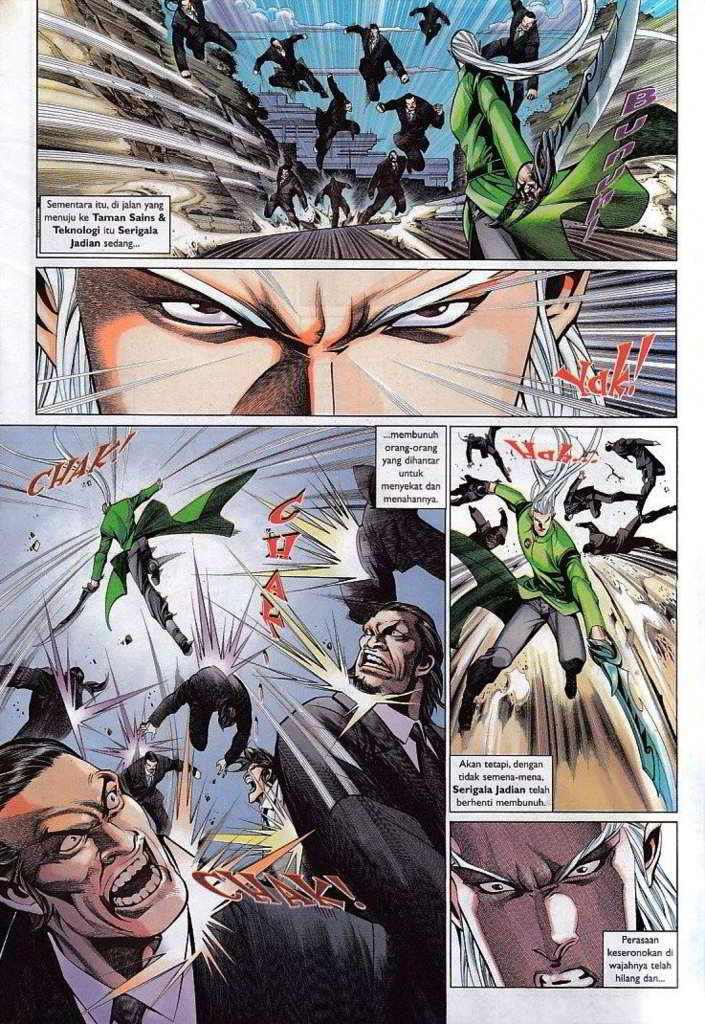 BUNUH
Sementara itu, di jalan yang
menuju ke Taman Sains &
Teknologi itu Serigala
Jadian sedang...
Yak!
CHAK!
CHAK
...membunuh
orang-orang
yang dihantar
untuk
menyekat dan
menahannya.
CHAK!
Yak...
Akan tetapi, dengan
tidak semena-mena,
Serigala Jadian telah
berhenti membunuh.
Perasaan
keseronokan di
wajahnya telah
hilang dan...